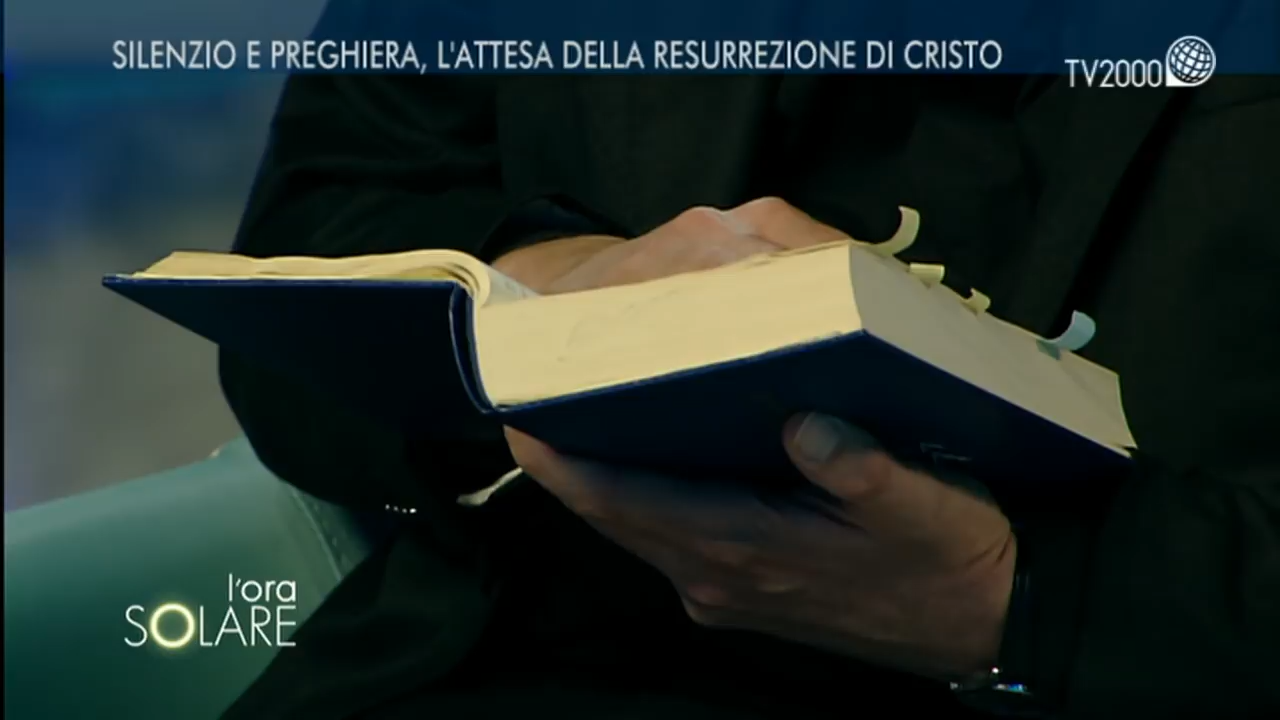 SILENZIO E PREGHIERA, L'ATTESA DELLA RESURREZIONE DI CRISTO
TV2000
l'ora
SOLARE